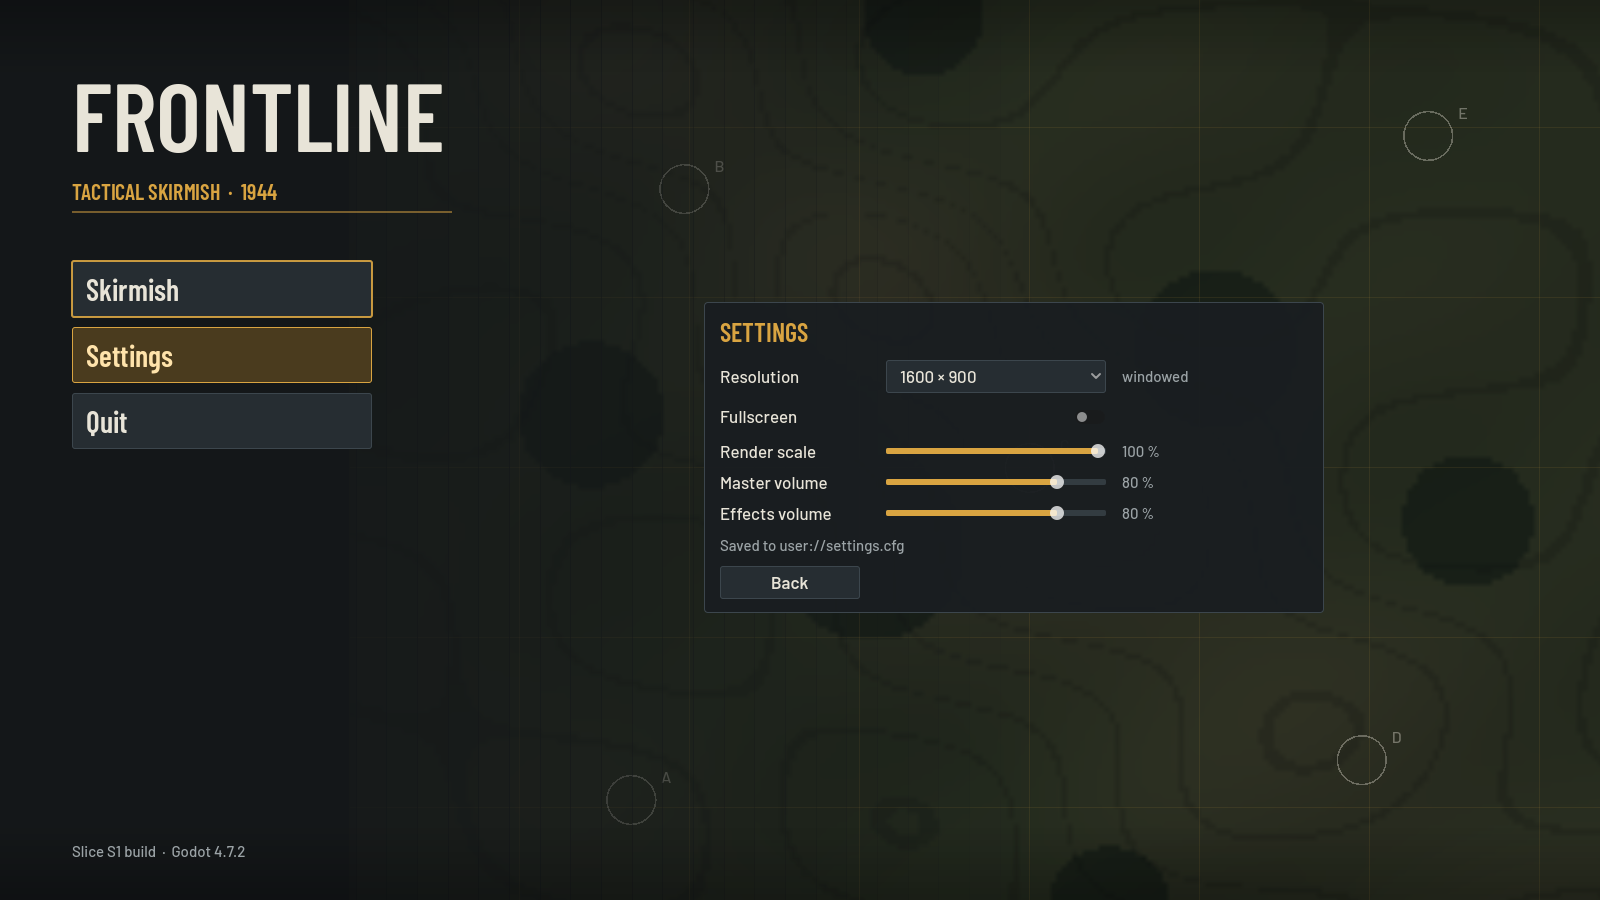 FRONTLINE
TACTICAL SKIRMISH · 1944
Skirmish
Settings
Quit
B
E
SETTINGS
Resolution 1600 × 900 windowed
Fullscreen
Render scale 100 %
Master volume 80 %
Effects volume 80 %
Saved to user://settings.cfg
Back
D
A
Slice S1 build · Godot 4.7.2